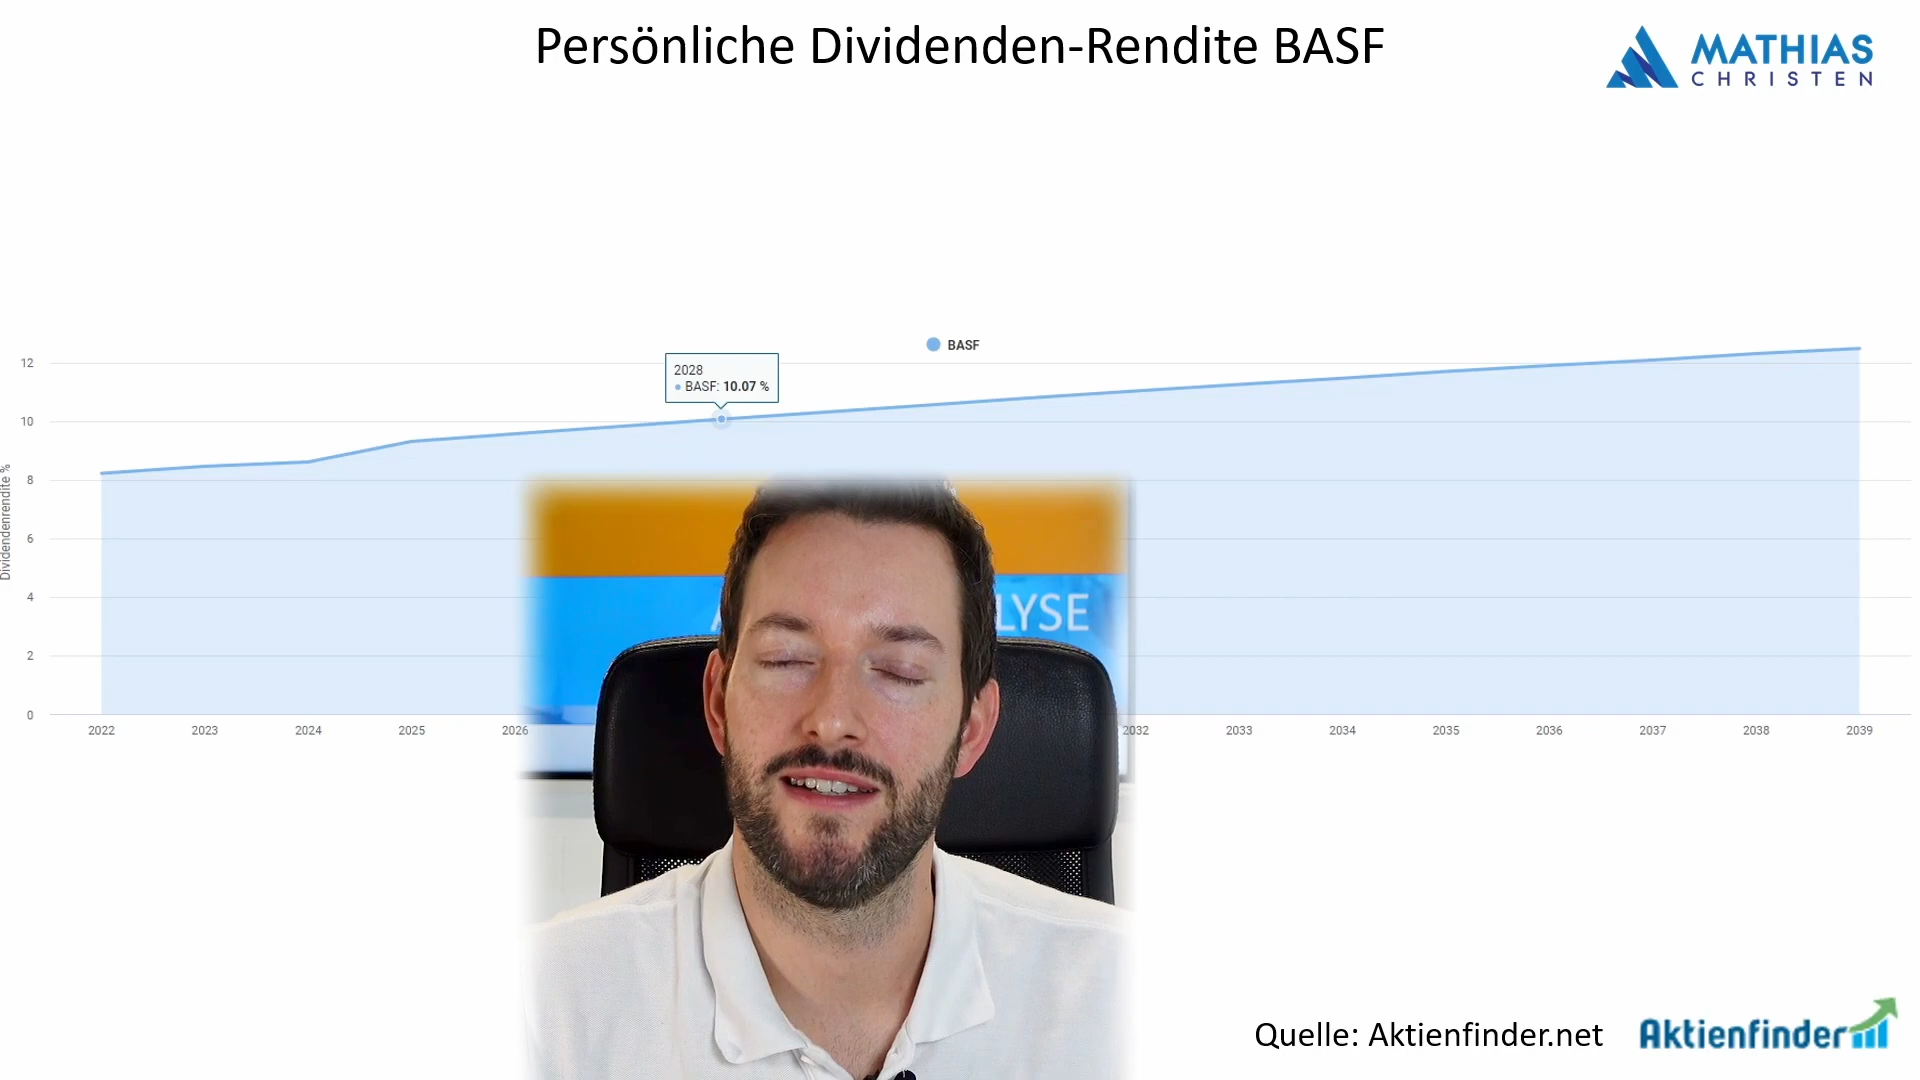 Persönliche Dividenden-Rendite BASF
MATHIAS
CHRISTEN
BASF
2028
BASF: 10.07 %
12
10
8
6
4
2
0
Dividendenrendite %
LYSE
2022 2023 2024 2025 2026 2032 2033 2034 2035 2036 2037 2038 2039
Quelle: Aktienfinder.net
Aktienfinder